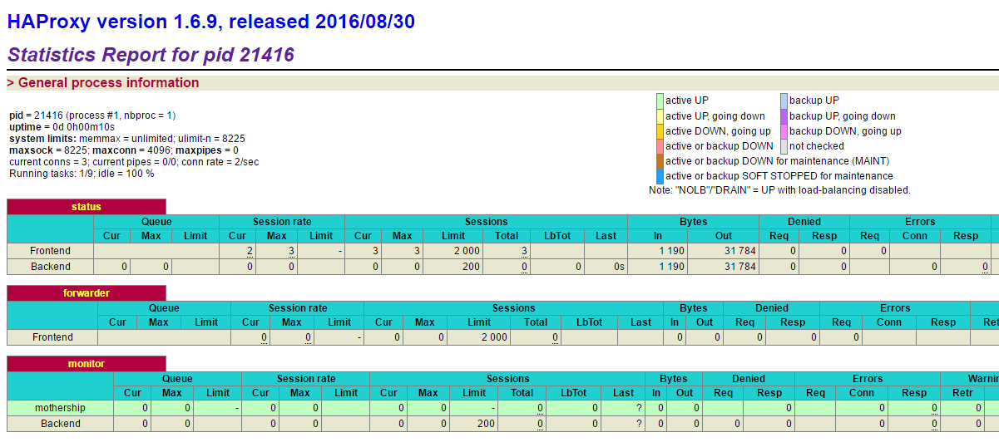 HAProxy version 1.6.9, released 2016/08/30
Statistics Report for pid 21416
> General process information
pid = 21416 (process #1, nbproc = 1)
uptime = 0d 0h00m10s
system limits: memmax = unlimited; ulimit-n = 8225
maxsock = 8225; maxconn = 4096; maxpipes = 0
current conns = 3; current pipes = 0/0; conn rate = 2/sec
Running tasks: 1/9; idle = 100 %
active UP backup UP
active UP, going down backup UP, going down
active DOWN, going up backup DOWN, going up
active or backup DOWN not checked
active or backup DOWN for maintenance (MAINT)
active or backup SOFT STOPPED for maintenance
Note: "NOLB"/"DRAIN" = UP with load-balancing disabled.
status
Queue Session rate Sessions Bytes Denied Errors
Cur Max Limit Cur Max Limit Cur Max Limit Total LbTot Last In Out Req Resp Req Conn Resp
Frontend 2 3 - 3 3 2 000 3 1 190 31 784 0 0 0
Backend 0 0 0 0 0 0 200 0 0 0s 1 190 31 784 0 0 0 0
forwarder
Queue Session rate Sessions Bytes Denied Errors
Cur Max Limit Cur Max Limit Cur Max Limit Total LbTot Last In Out Req Resp Req Conn Resp Ret
Frontend 0 0 - 0 0 2 000 0 0 0 0 0 0
monitor
Queue Session rate Sessions Bytes Denied Errors Warnin
Cur Max Limit Cur Max Limit Cur Max Limit Total LbTot Last In Out Req Resp Req Conn Resp Retr
mothership 0 0 - 0 0 0 0 - 0 0 ? 0 0 0 0 0 0
Backend 0 0 0 0 0 0 200 0 0 ? 0 0 0 0 0 0 0